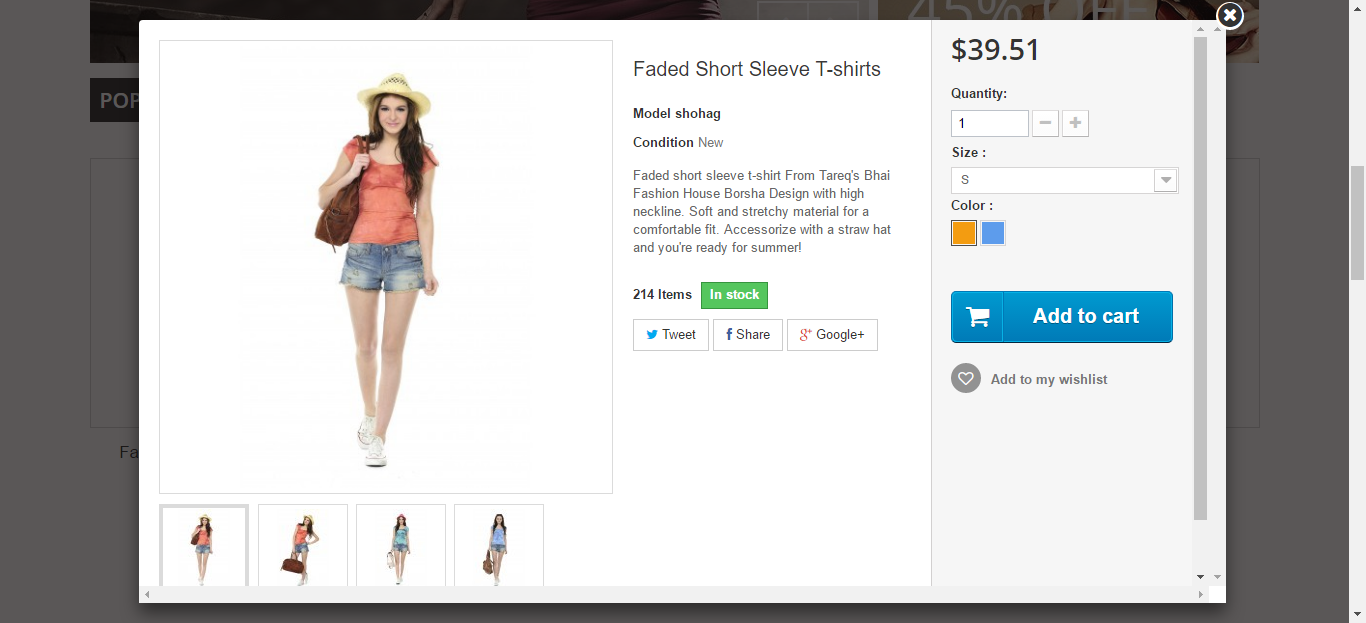 45% OFF
POP
Fa
Faded Short Sleeve T-shirts
Model shohag
Condition New
Faded short sleeve t-shirt From Tareq's Bhai
Fashion House Borsha Design with high
neckline. Soft and stretchy material for a
comfortable fit. Accessorize with a straw hat
and you're ready for summer!
214 Items In stock
Tweet Share Google+
$39.51
Quantity:
1
Size :
S
Color :
Add to cart
Add to my wishlist